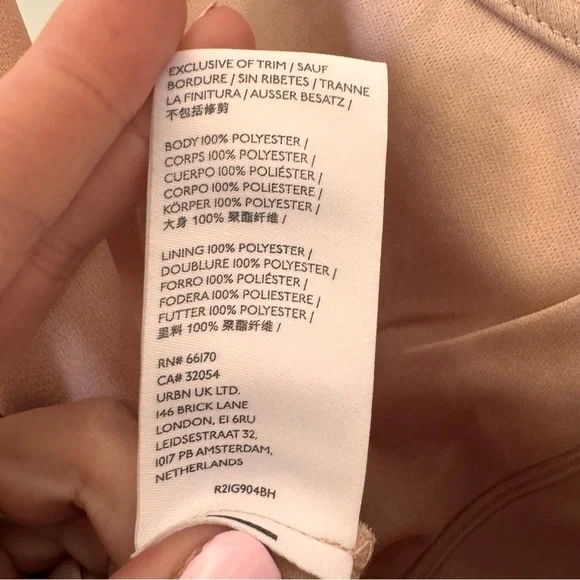 EXCLUSIVE OF TRIM / SAUF
BORDURE / SIN RIBETES / TRANNE
LA FINITURA / AUSSER BESATZ /
不包括修剪
BODY 100% POLYESTER /
CORPS 100% POLYESTER /
CUERPO 100% POLIÉSTER /
CORPO 100% POLIESTERE /
KÖRPER 100% POLYESTER /
大身 100% 聚酯纤维 /
LINING 100% POLYESTER /
DOUBLURE 100% POLYESTER /
FORRO 100% POLIÉSTER /
FODERA 100% POLIESTERE /
FUTTER 100% POLYESTER /
里料 100% 聚酯纤维 /
RN# 66170
CA# 32054
URBN UK LTD.
146 BRICK LANE
LONDON, E1 6RU
LEIDSESTRAAT 32,
1017 PB AMSTERDAM,
NETHERLANDS
R21G904BH